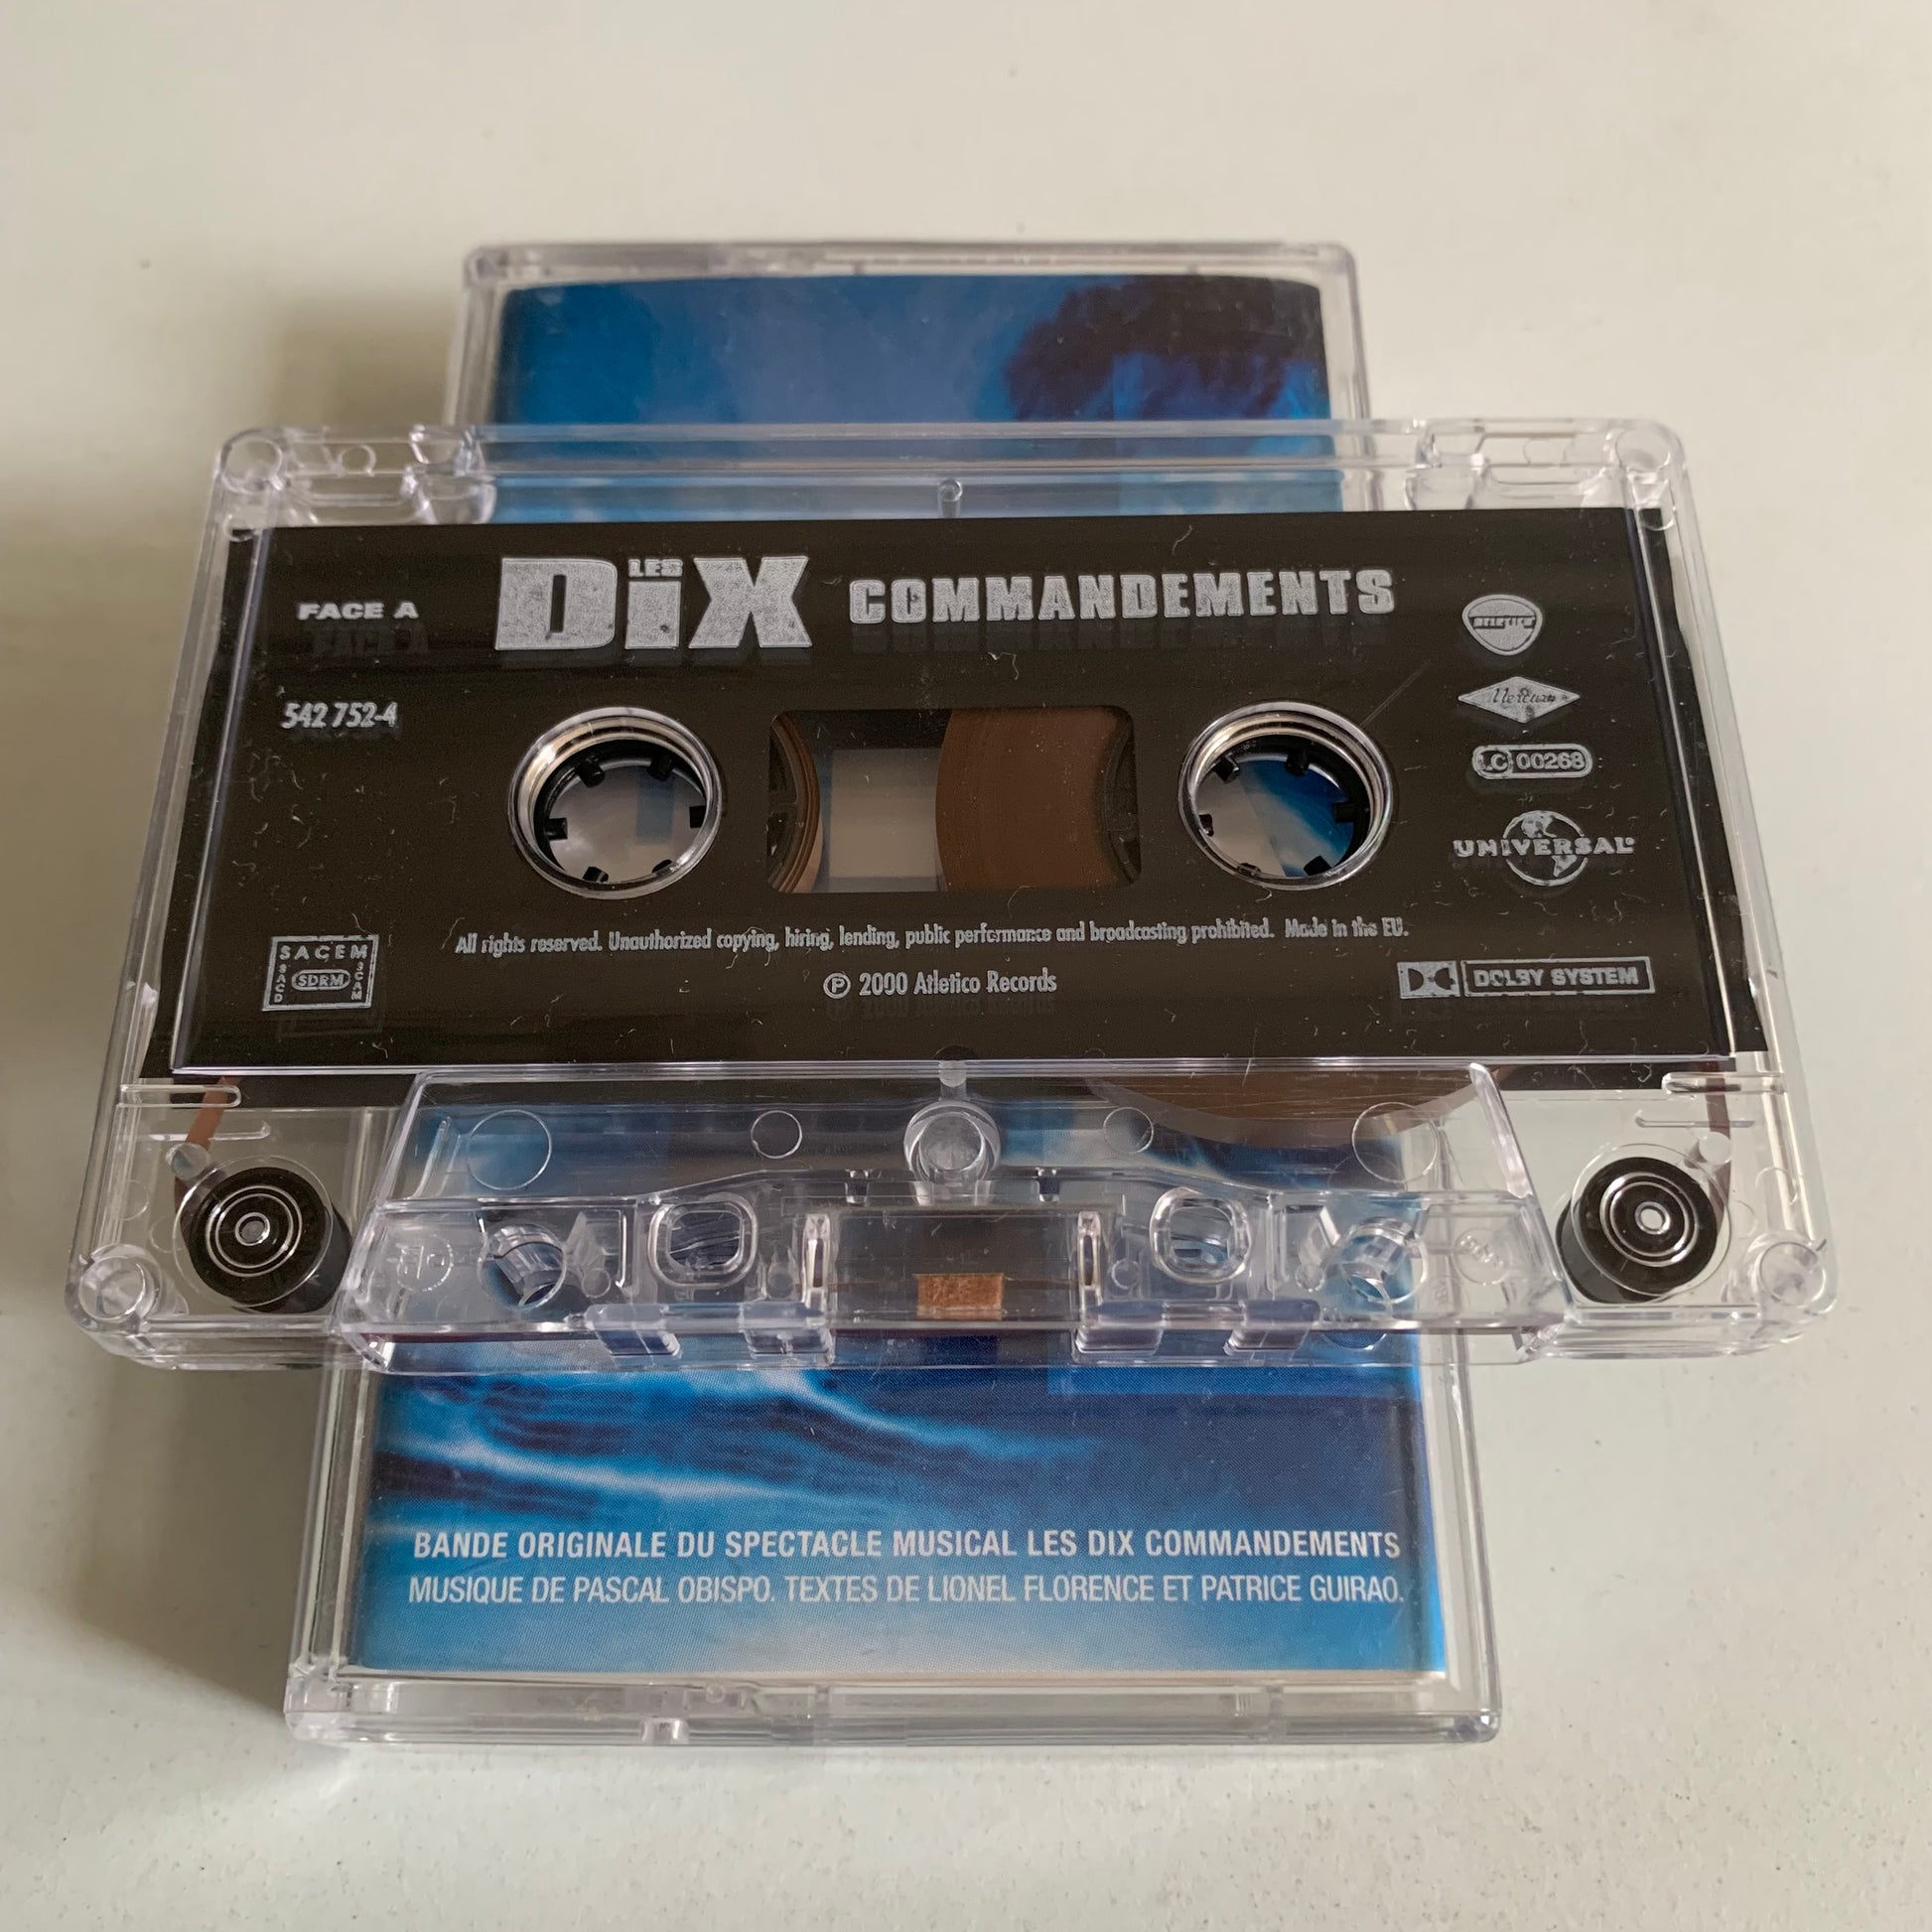 LES
DiX COMMANDEMENTS
FACE A
ATLETICO
542 752-4
Mercury
LC 00268
UNIVERSAL
All rights reserved. Unauthorized copying, hiring, lending, public performance and broadcasting prohibited. Made in the EU.
SACEM
SACD SDRM SCAM
℗ 2000 Atletico Records
DOLBY SYSTEM
BANDE ORIGINALE DU SPECTACLE MUSICAL LES DIX COMMANDEMENTS
MUSIQUE DE PASCAL OBISPO. TEXTES DE LIONEL FLORENCE ET PATRICE GUIRAO.